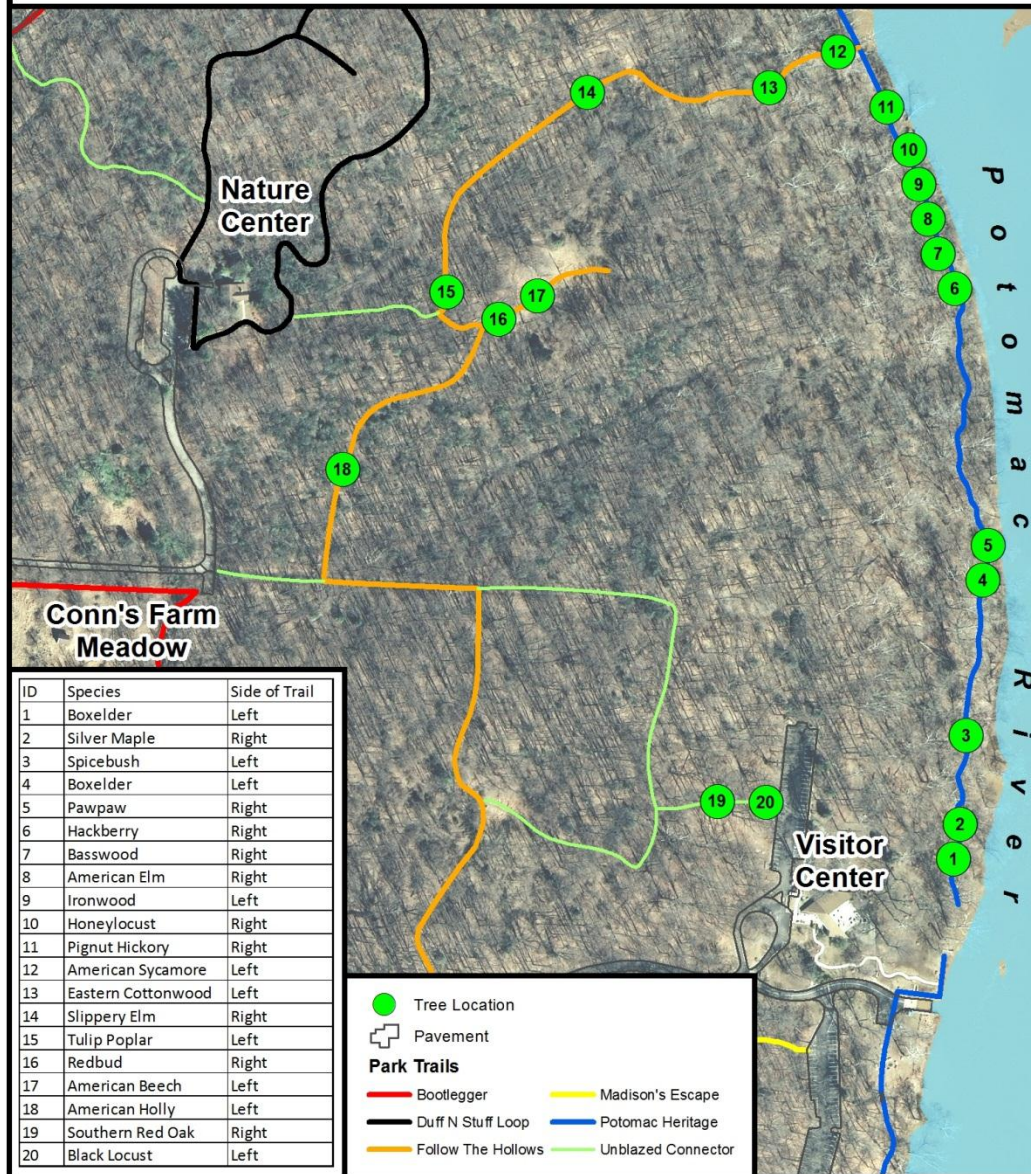 12
13
14
11
10
9
8
7
6
Nature
Center
15
16
17
18
5
4
3
2
1
19
20
Potomac River
Conn's Farm
Meadow
Visitor
Center
ID Species Side of Trail
1 Boxelder Left
2 Silver Maple Right
3 Spicebush Left
4 Boxelder Left
5 Pawpaw Right
6 Hackberry Right
7 Basswood Right
8 American Elm Right
9 Ironwood Left
10 Honeylocust Right
11 Pignut Hickory Right
12 American Sycamore Left
13 Eastern Cottonwood Left
14 Slippery Elm Right
15 Tulip Poplar Left
16 Redbud Right
17 American Beech Left
18 American Holly Left
19 Southern Red Oak Right
20 Black Locust Left
Tree Location
Pavement
Park Trails
Bootlegger
Duff N Stuff Loop
Follow The Hollows
Madison's Escape
Potomac Heritage
Unblazed Connector